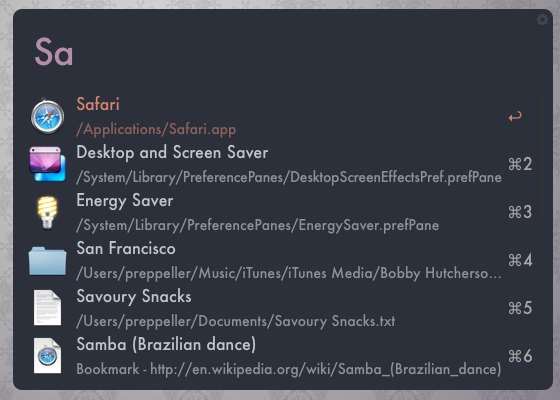 Sa
Safari
/Applications/Safari.app
↩
Desktop and Screen Saver
/System/Library/PreferencePanes/DesktopScreenEffectsPref.prefPane
⌘2
Energy Saver
/System/Library/PreferencePanes/EnergySaver.prefPane
⌘3
San Francisco
/Users/preppeller/Music/iTunes/iTunes Media/Bobby Hutcherso...
⌘4
Savoury Snacks
/Users/preppeller/Documents/Savoury Snacks.txt
⌘5
Samba (Brazilian dance)
Bookmark - http://en.wikipedia.org/wiki/Samba_(Brazilian_dance)
⌘6